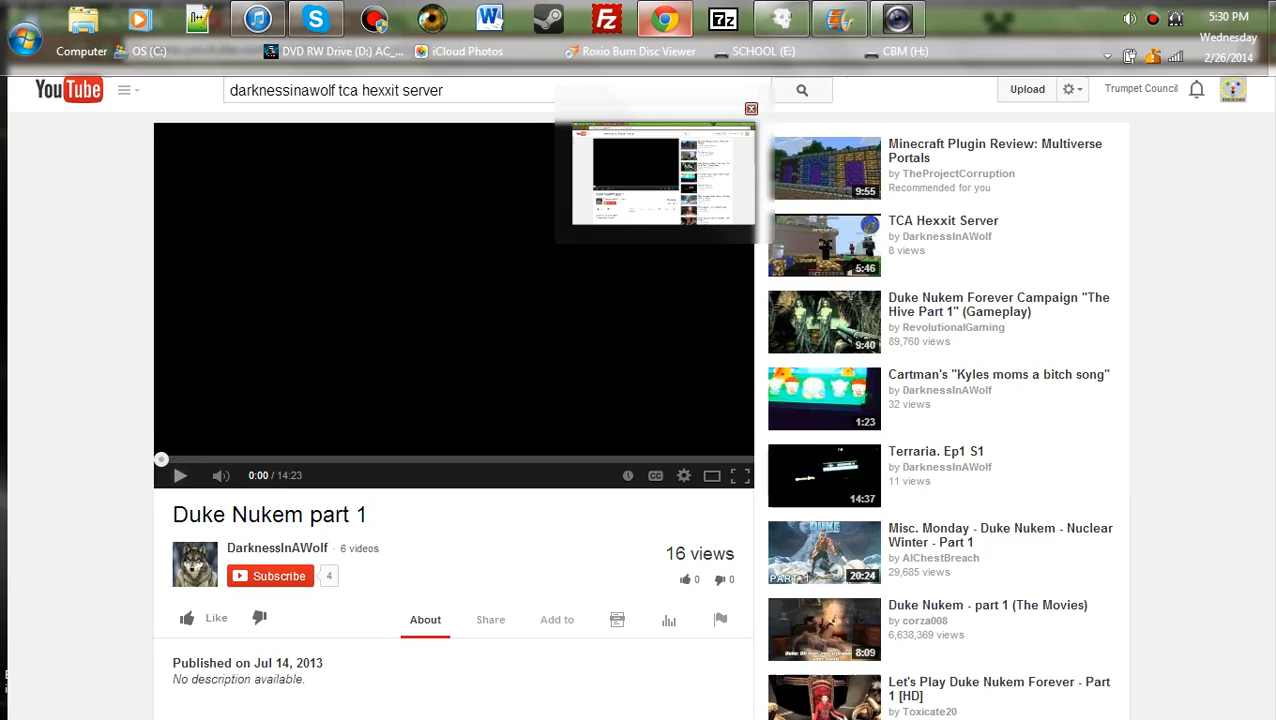 5:30 PM
Computer
OS (C:)
DVD RW Drive (D:) AC_...
iCloud Photos
Roxio Burn Disc Viewer
SCHOOL (E:)
CBM (H:)
Wednesday
2/26/2014
YouTube
darknessinawolf tca hexxit server
Upload
Trumpet Council
Minecraft Plugin Review: Multiverse
Portals
by TheProjectCorruption
Recommended for you
9:55
TCA Hexxit Server
by DarknessInAWolf
8 views
5:46
Duke Nukem Forever Campaign "The
Hive Part 1" (Gameplay)
by RevolutionalGaming
89,760 views
9:40
Cartman's "Kyles moms a bitch song"
by DarknessInAWolf
32 views
1:23
Terraria. Ep1 S1
by DarknessInAWolf
11 views
14:37
Misc. Monday - Duke Nukem - Nuclear
Winter - Part 1
by AlChestBreach
29,685 views
DUKE
PART 1
20:24
Duke Nukem - part 1 (The Movies)
by corza008
6,638,369 views
8:09
Let's Play Duke Nukem Forever - Part
1 [HD]
by Toxicate20
0:00 / 14:23
CC
Duke Nukem part 1
DarknessInAWolf · 6 videos
Subscribe 4
16 views
0 0
Like
About
Share
Add to
Published on Jul 14, 2013
No description available.